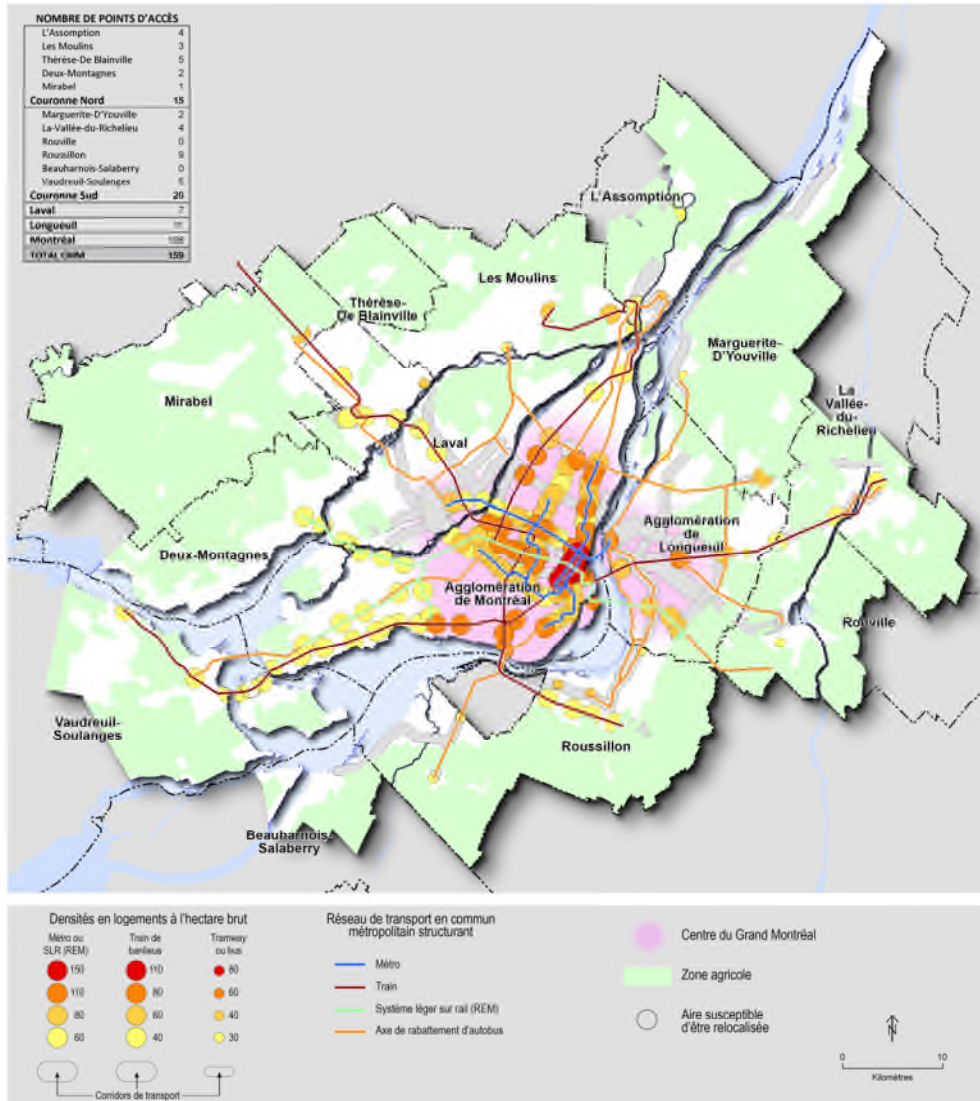 NOMBRE DE POINTS D'ACCÈS
L'Assomption 4
Les Moulins 3
Thérèse-De Blainville 5
Deux-Montagnes 2
Mirabel 1
Couronne Nord 15
Marguerite-D'Youville 2
La-Vallée-du-Richelieu 4
Rouville 0
Roussillon 9
Beauharnois-Salaberry 0
Vaudreuil-Soulanges
Couronne Sud 20
Laval 7
Longueuil
Montréal
TOTAL CMM 159
L'Assomption
Les Moulins
Thérèse-
De Blainville
Marguerite-
D'Youville
Mirabel
La
Vallée-
du-
Richelieu
Laval
Agglomération
de
Longueuil
Deux-Montagnes
Agglomération
de Montréal
Rouville
Vaudreuil-
Soulanges
Roussillon
Beauharnois-
Salaberry
Densités en logements à l'hectare brut
Métro ou
SLR (REM)
Train de
banlieue
Tramway
ou bus
150 110 80
110 80 60
80 60 40
60 40 30
Corridors de transport
Réseau de transport en commun
métropolitain structurant
Métro
Train
Système léger sur rail (REM)
Axe de rabattement d'autobus
Centre du Grand Montréal
Zone agricole
Aire susceptible
d'être relocalisée
N
0 10
Kilomètres